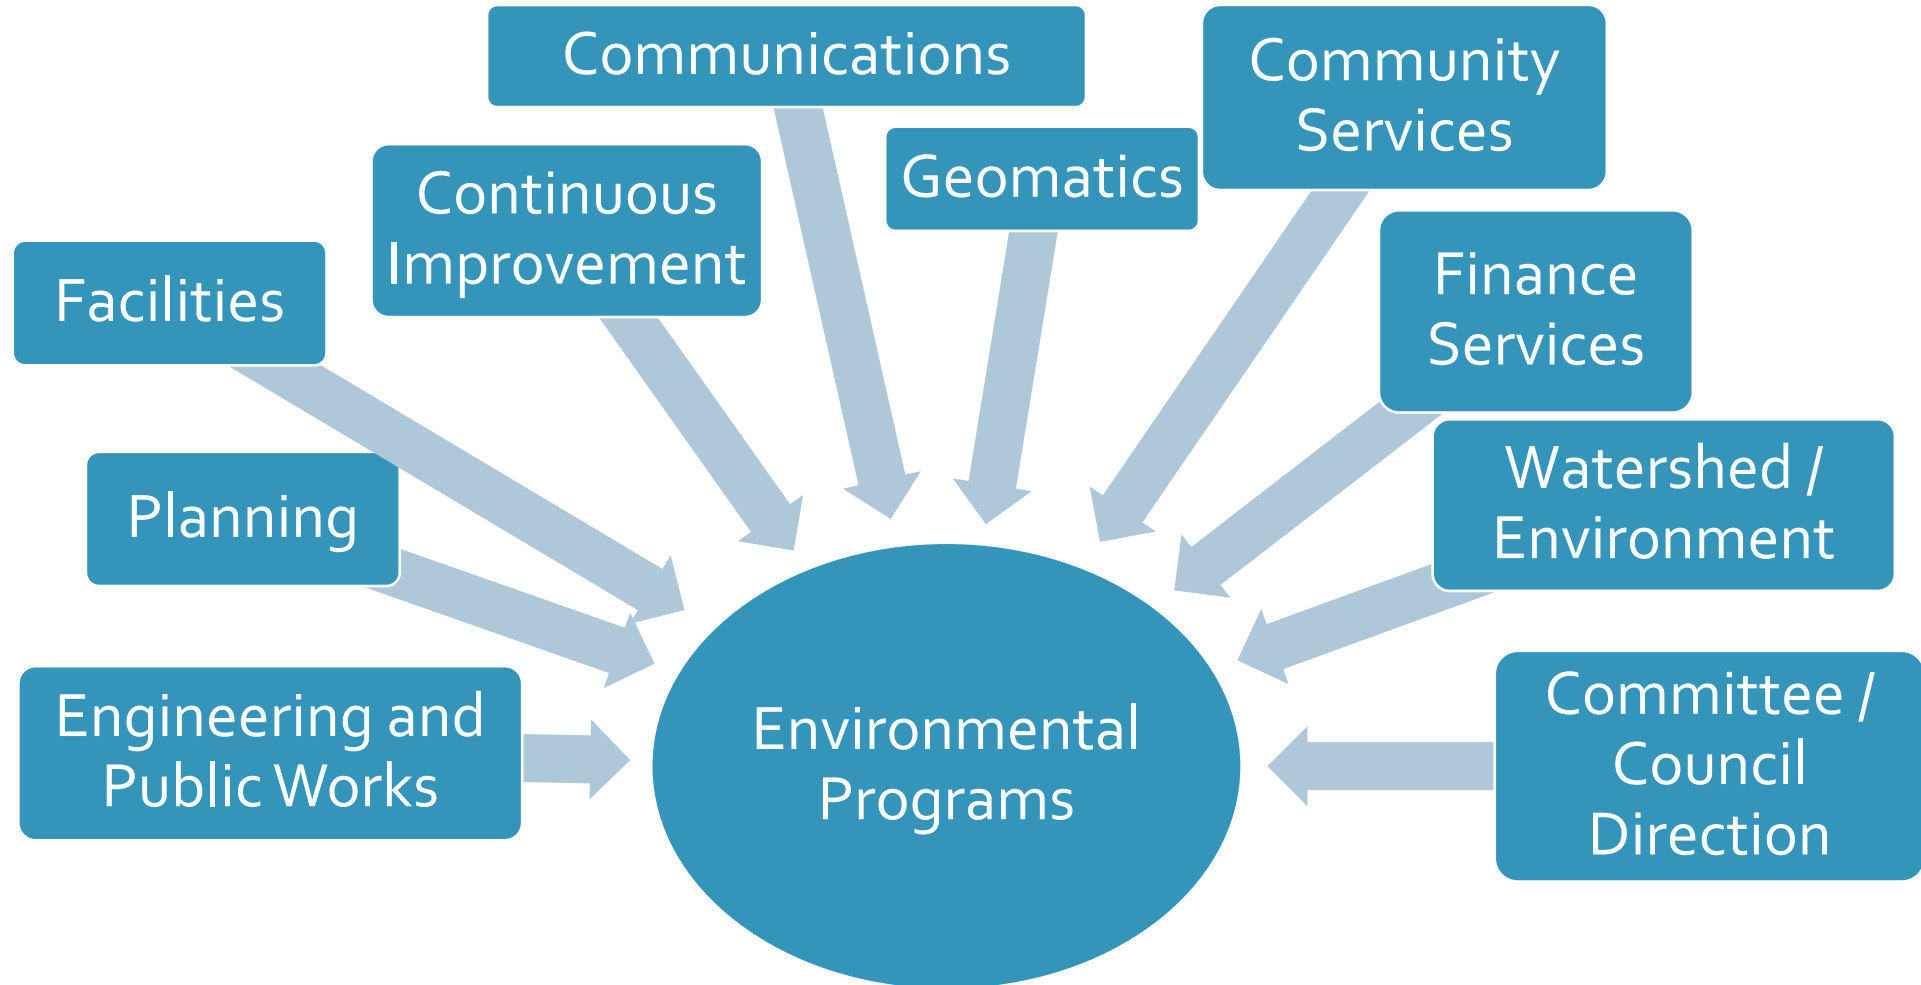 Communications
Community
Services
Geomatics
Continuous
Improvement
Finance
Services
Facilities
Watershed /
Environment
Planning
Engineering and
Public Works
Committee /
Council
Direction
Environmental
Programs